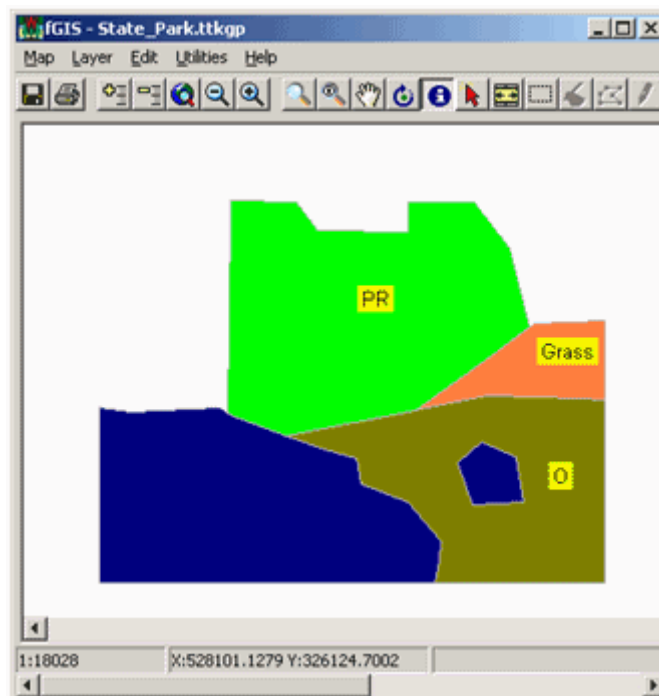 fGIS - State_Park.ttkgp
Map Layer Edit Utilities Help
PR
Grass
O
1:18028 X:528101.1279 Y:326124.7002